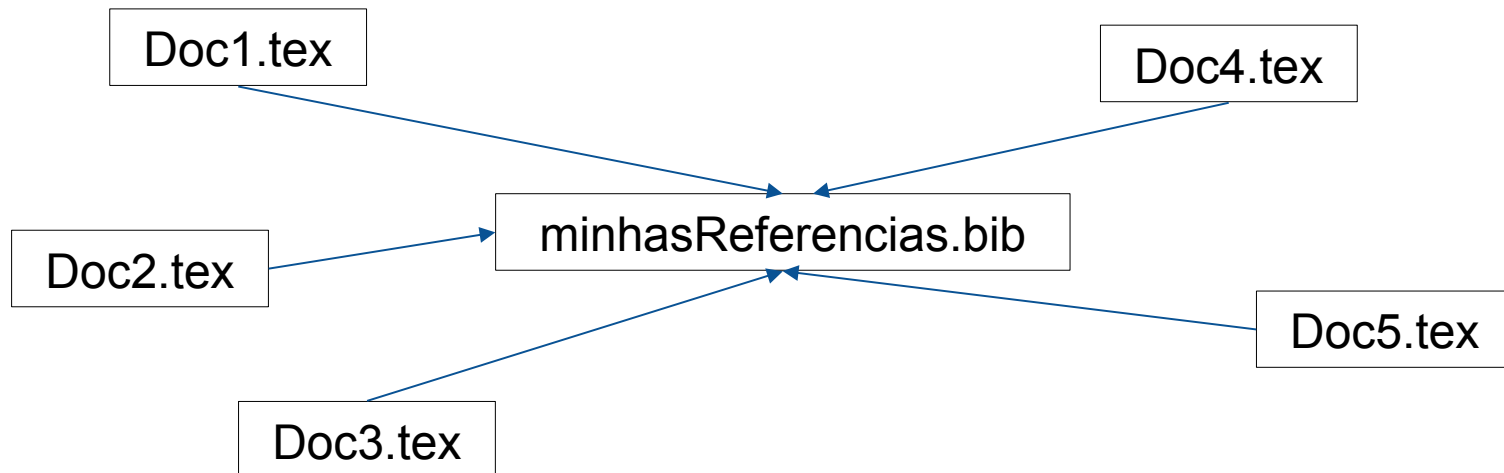 Doc1.tex
Doc4.tex
minhasReferencias.bib
Doc2.tex
Doc5.tex
Doc3.tex